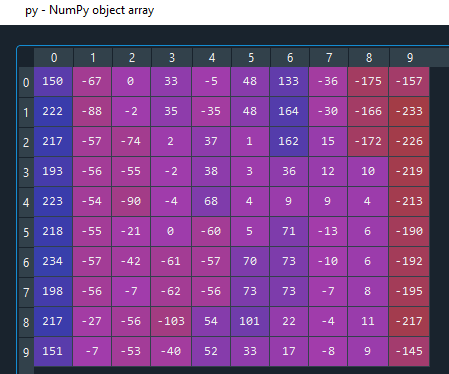 py - NumPy object array
0 1 2 3 4 5 6 7 8 9
0 150 -67 0 33 -5 48 133 -36 -175 -157
1 222 -88 -2 35 -35 48 164 -30 -166 -233
2 217 -57 -74 2 37 1 162 15 -172 -226
3 193 -56 -55 -2 38 3 36 12 10 -219
4 223 -54 -90 -4 68 4 9 9 4 -213
5 218 -55 -21 0 -60 5 71 -13 6 -190
6 234 -57 -42 -61 -57 70 73 -10 6 -192
7 198 -56 -7 -62 -56 73 73 -7 8 -195
8 217 -27 -56 -103 54 101 22 -4 11 -217
9 151 -7 -53 -40 52 33 17 -8 9 -145